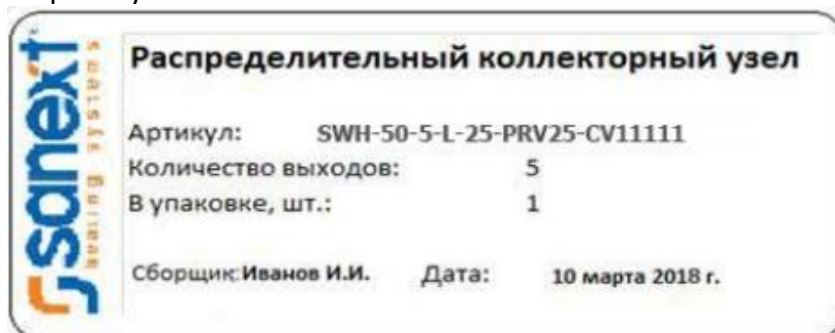 sanext
heating systems
Распределительный коллекторный узел
Артикул: SWH-50-5-L-25-PRV25-CV11111
Количество выходов: 5
В упаковке, шт.: 1
Сборщик: Иванов И.И. Дата: 10 марта 2018 г.